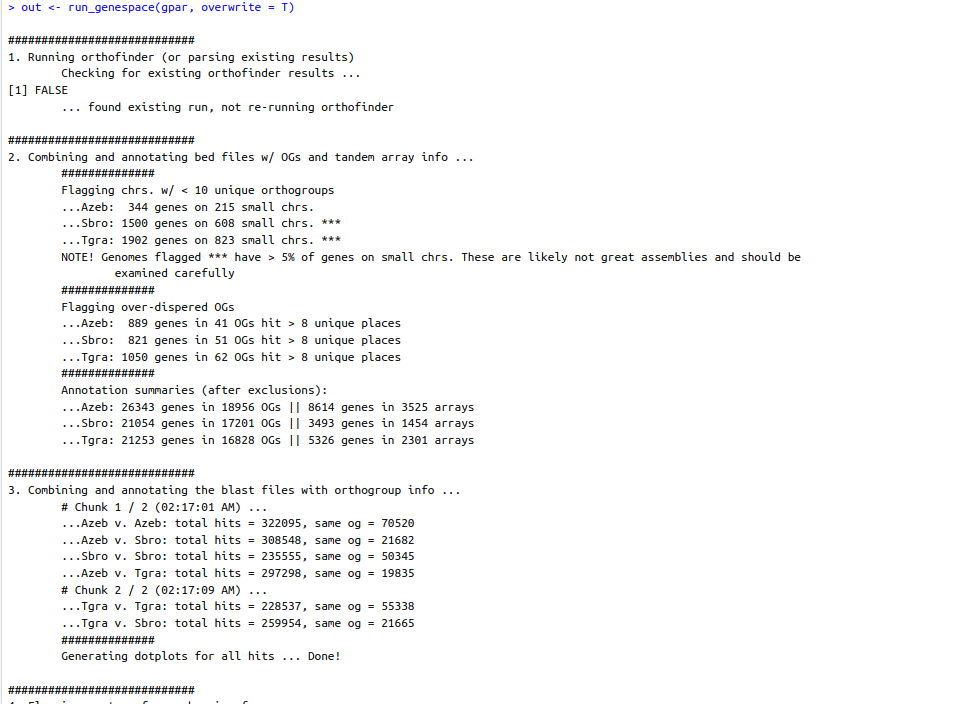 > out <- run_genespace(gpar, overwrite = T)
############################
1. Running orthofinder (or parsing existing results)
Checking for existing orthofinder results ...
[1] FALSE
... found existing run, not re-running orthofinder
############################
2. Combining and annotating bed files w/ OGs and tandem array info ...
##############
Flagging chrs. w/ < 10 unique orthogroups
...Azeb:  344 genes on 215 small chrs.
...Sbro: 1500 genes on 608 small chrs. ***
...Tgra: 1902 genes on 823 small chrs. ***
NOTE! Genomes flagged *** have > 5% of genes on small chrs. These are likely not great assemblies and should be
examined carefully
##############
Flagging over-dispered OGs
...Azeb:  889 genes in 41 OGs hit > 8 unique places
...Sbro:  821 genes in 51 OGs hit > 8 unique places
...Tgra: 1050 genes in 62 OGs hit > 8 unique places
##############
Annotation summaries (after exclusions):
...Azeb: 26343 genes in 18956 OGs || 8614 genes in 3525 arrays
...Sbro: 21054 genes in 17201 OGs || 3493 genes in 1454 arrays
...Tgra: 21253 genes in 16828 OGs || 5326 genes in 2301 arrays
############################
3. Combining and annotating the blast files with orthogroup info ...
# Chunk 1 / 2 (02:17:01 AM) ...
...Azeb v. Azeb: total hits = 322095, same og = 70520
...Azeb v. Sbro: total hits = 308548, same og = 21682
...Sbro v. Sbro: total hits = 235555, same og = 50345
...Azeb v. Tgra: total hits = 297298, same og = 19835
# Chunk 2 / 2 (02:17:09 AM) ...
...Tgra v. Tgra: total hits = 228537, same og = 55338
...Tgra v. Sbro: total hits = 259954, same og = 21665
##############
Generating dotplots for all hits ... Done!
############################